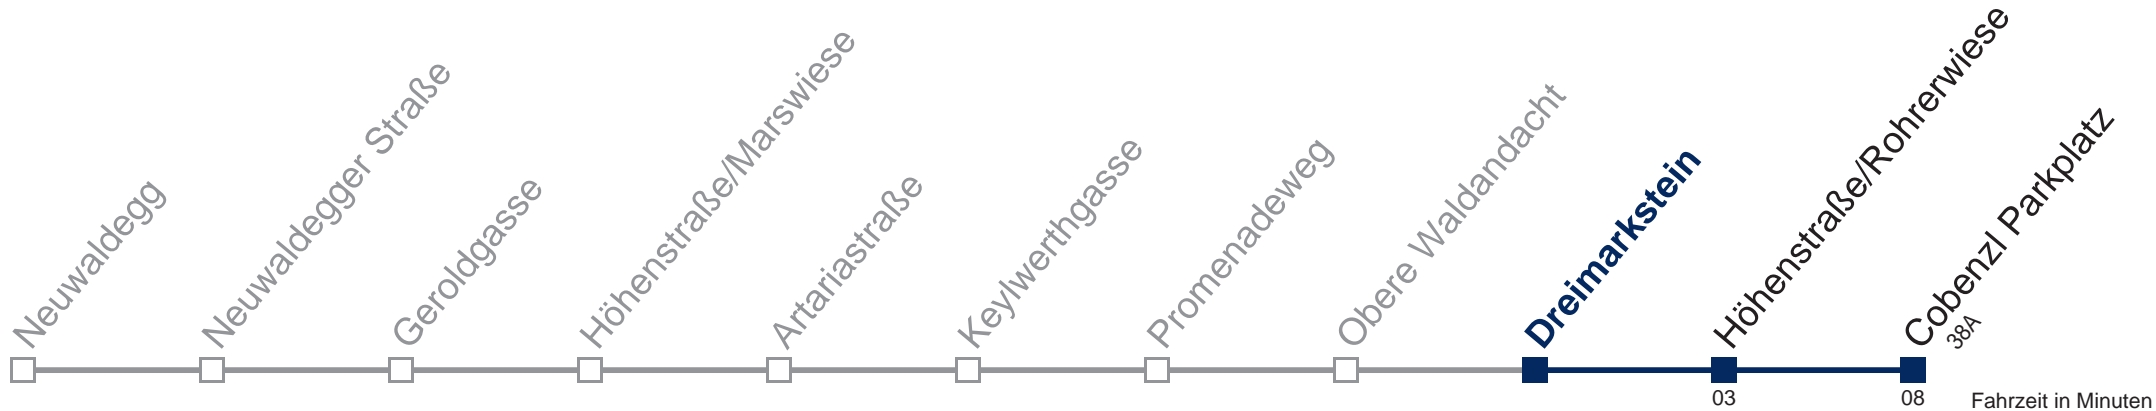 Neuwaldegg
Neuwaldegger Straße
Geroldgasse
Höhenstraße/Marswiese
Artariastraße
Keylwerthgasse
Promenadeweg
Obere Waldandacht
Dreimarkstein
Höhenstraße/Rohrerwiese
Cobenzl Parkplatz
38A
03
08
Fahrzeit in Minuten